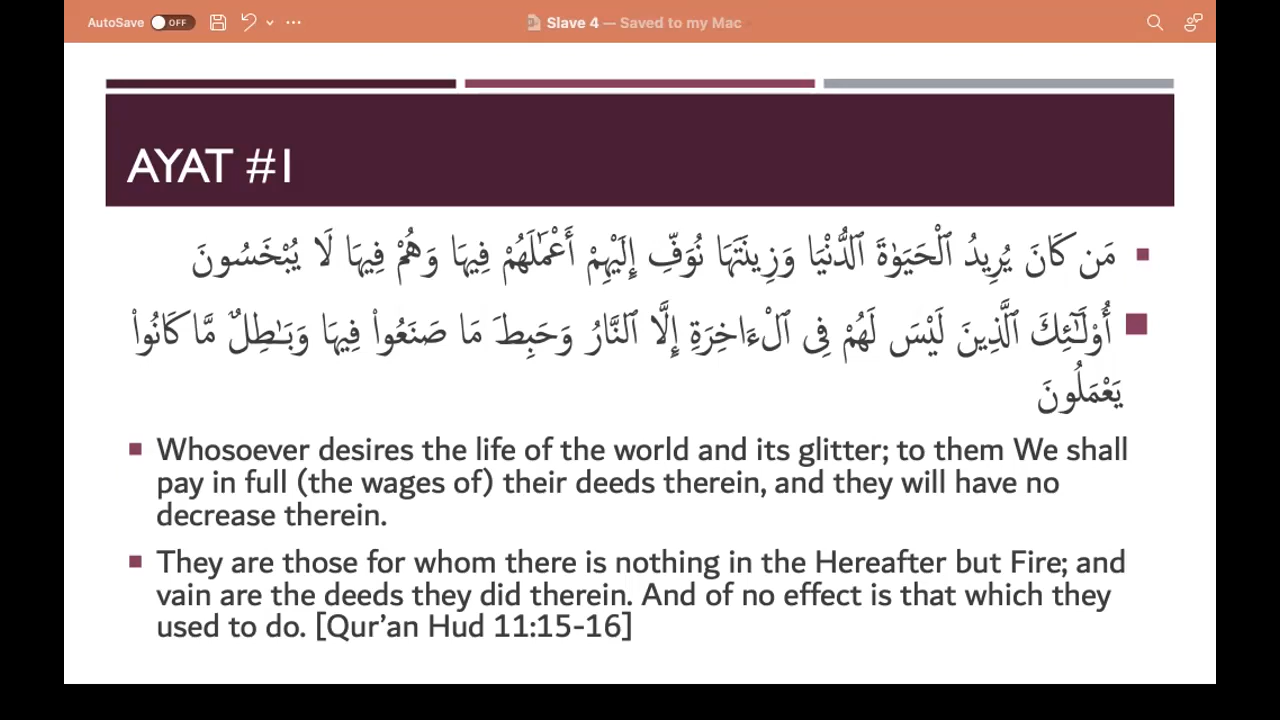 AutoSave OFF
Slave 4 — Saved to my Mac
AYAT #1
مَن كَانَ يُرِيدُ ٱلْحَيَوٰةَ ٱلدُّنْيَا وَزِينَتَهَا نُوَفِّ إِلَيْهِمْ أَعْمَٰلَهُمْ فِيهَا وَهُمْ فِيهَا لَا يُبْخَسُونَ
أُو۟لَٰٓئِكَ ٱلَّذِينَ لَيْسَ لَهُمْ فِى ٱلْءَاخِرَةِ إِلَّا ٱلنَّارُ وَحَبِطَ مَا صَنَعُوا۟ فِيهَا وَبَٰطِلٌ مَّا كَانُوا۟
يَعْمَلُونَ
Whosoever desires the life of the world and its glitter; to them We shall
pay in full (the wages of) their deeds therein, and they will have no
decrease therein.
They are those for whom there is nothing in the Hereafter but Fire; and
vain are the deeds they did therein. And of no effect is that which they
used to do. [Qur’an Hud 11:15-16]